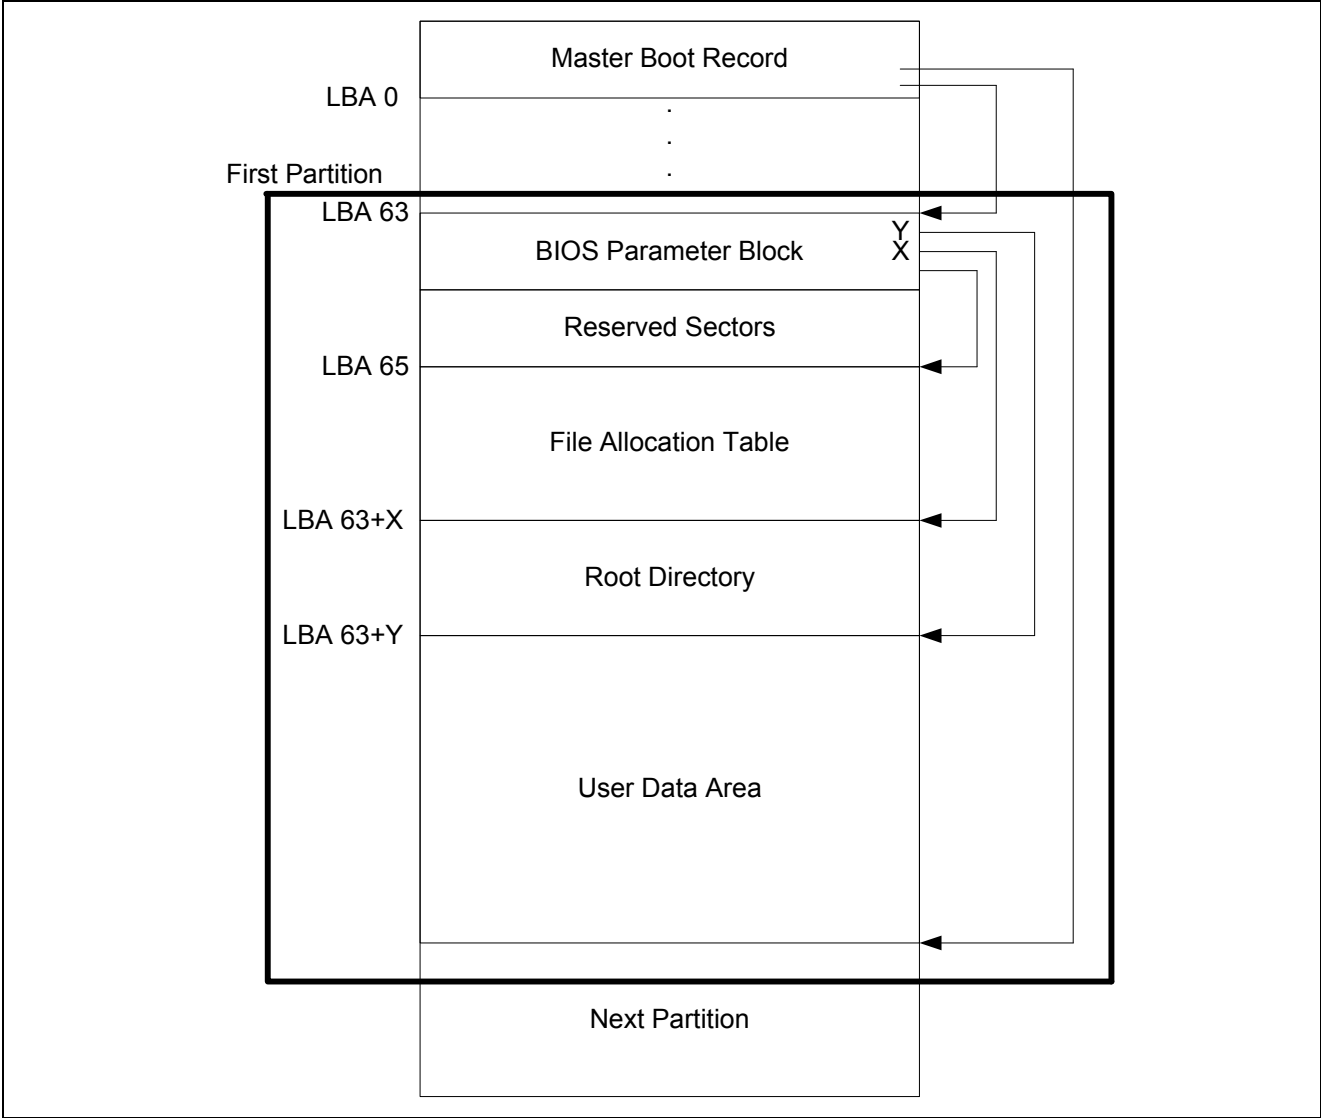 Master Boot Record
LBA 0
.
.
.
First Partition
LBA 63
Y
BIOS Parameter Block
X
Reserved Sectors
LBA 65
File Allocation Table
LBA 63+X
Root Directory
LBA 63+Y
User Data Area
Next Partition